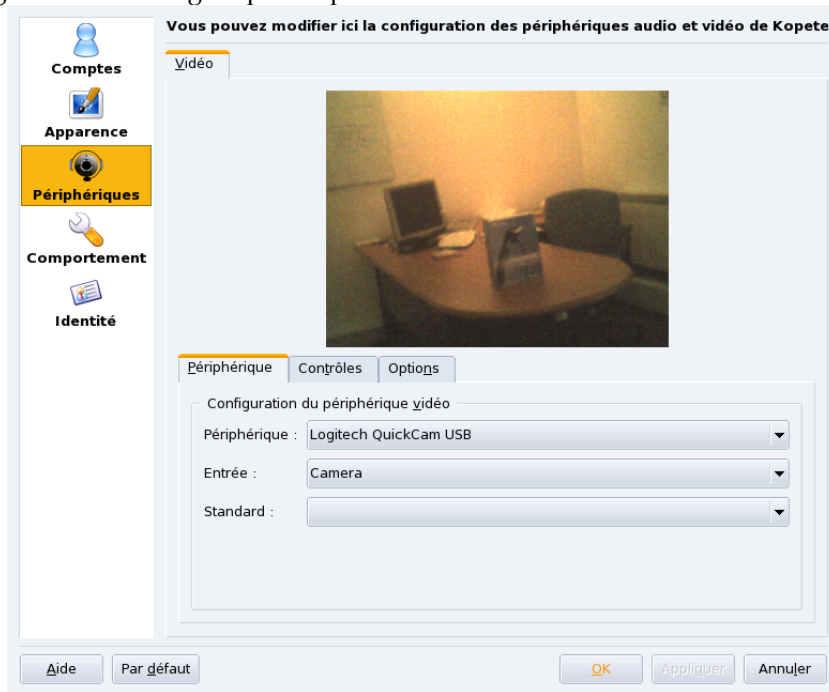 Vous pouvez modifier ici la configuration des périphériques audio et vidéo de Kopete
Comptes
Apparence
Périphériques
Comportement
Identité
Vidéo
Périphérique
Contrôles
Options
Configuration du périphérique vidéo
Périphérique : Logitech QuickCam USB
Entrée : Camera
Standard :
Aide
Par défaut
OK
Appliquer
Annuler